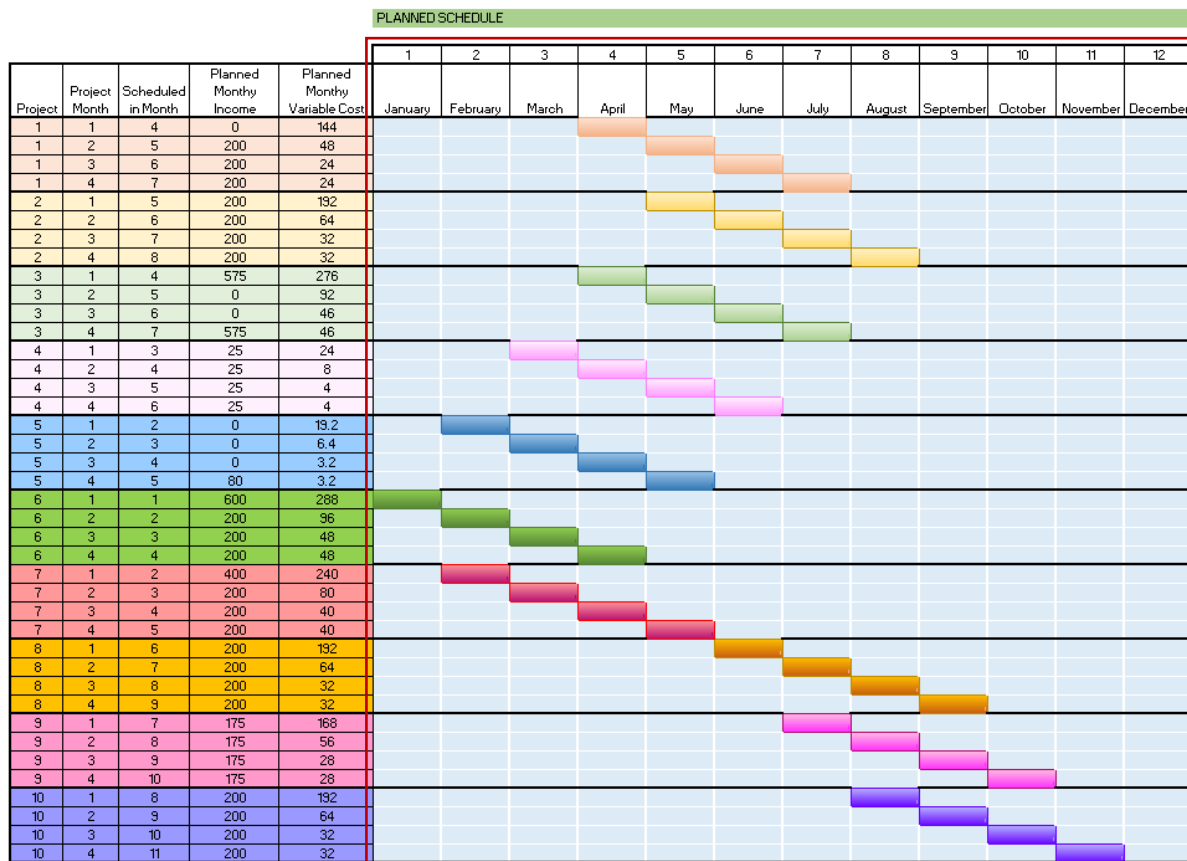 PLANNED SCHEDULE
1 2 3 4 5 6 7 8 9 10 11 12
Project Project Month Scheduled in Month Planned Monthy Income Planned Monthy Variable Cost January February March April May June July August September October November December
1 1 4 0 144
1 2 5 200 48
1 3 6 200 24
1 4 7 200 24
2 1 5 200 192
2 2 6 200 64
2 3 7 200 32
2 4 8 200 32
3 1 4 575 276
3 2 5 0 92
3 3 6 0 46
3 4 7 575 46
4 1 3 25 24
4 2 4 25 8
4 3 5 25 4
4 4 6 25 4
5 1 2 0 19.2
5 2 3 0 6.4
5 3 4 0 3.2
5 4 5 80 3.2
6 1 1 600 288
6 2 2 200 96
6 3 3 200 48
6 4 4 200 48
7 1 2 400 240
7 2 3 200 80
7 3 4 200 40
7 4 5 200 40
8 1 6 200 192
8 2 7 200 64
8 3 8 200 32
8 4 9 200 32
9 1 7 175 168
9 2 8 175 56
9 3 9 175 28
9 4 10 175 28
10 1 8 200 192
10 2 9 200 64
10 3 10 200 32
10 4 11 200 32